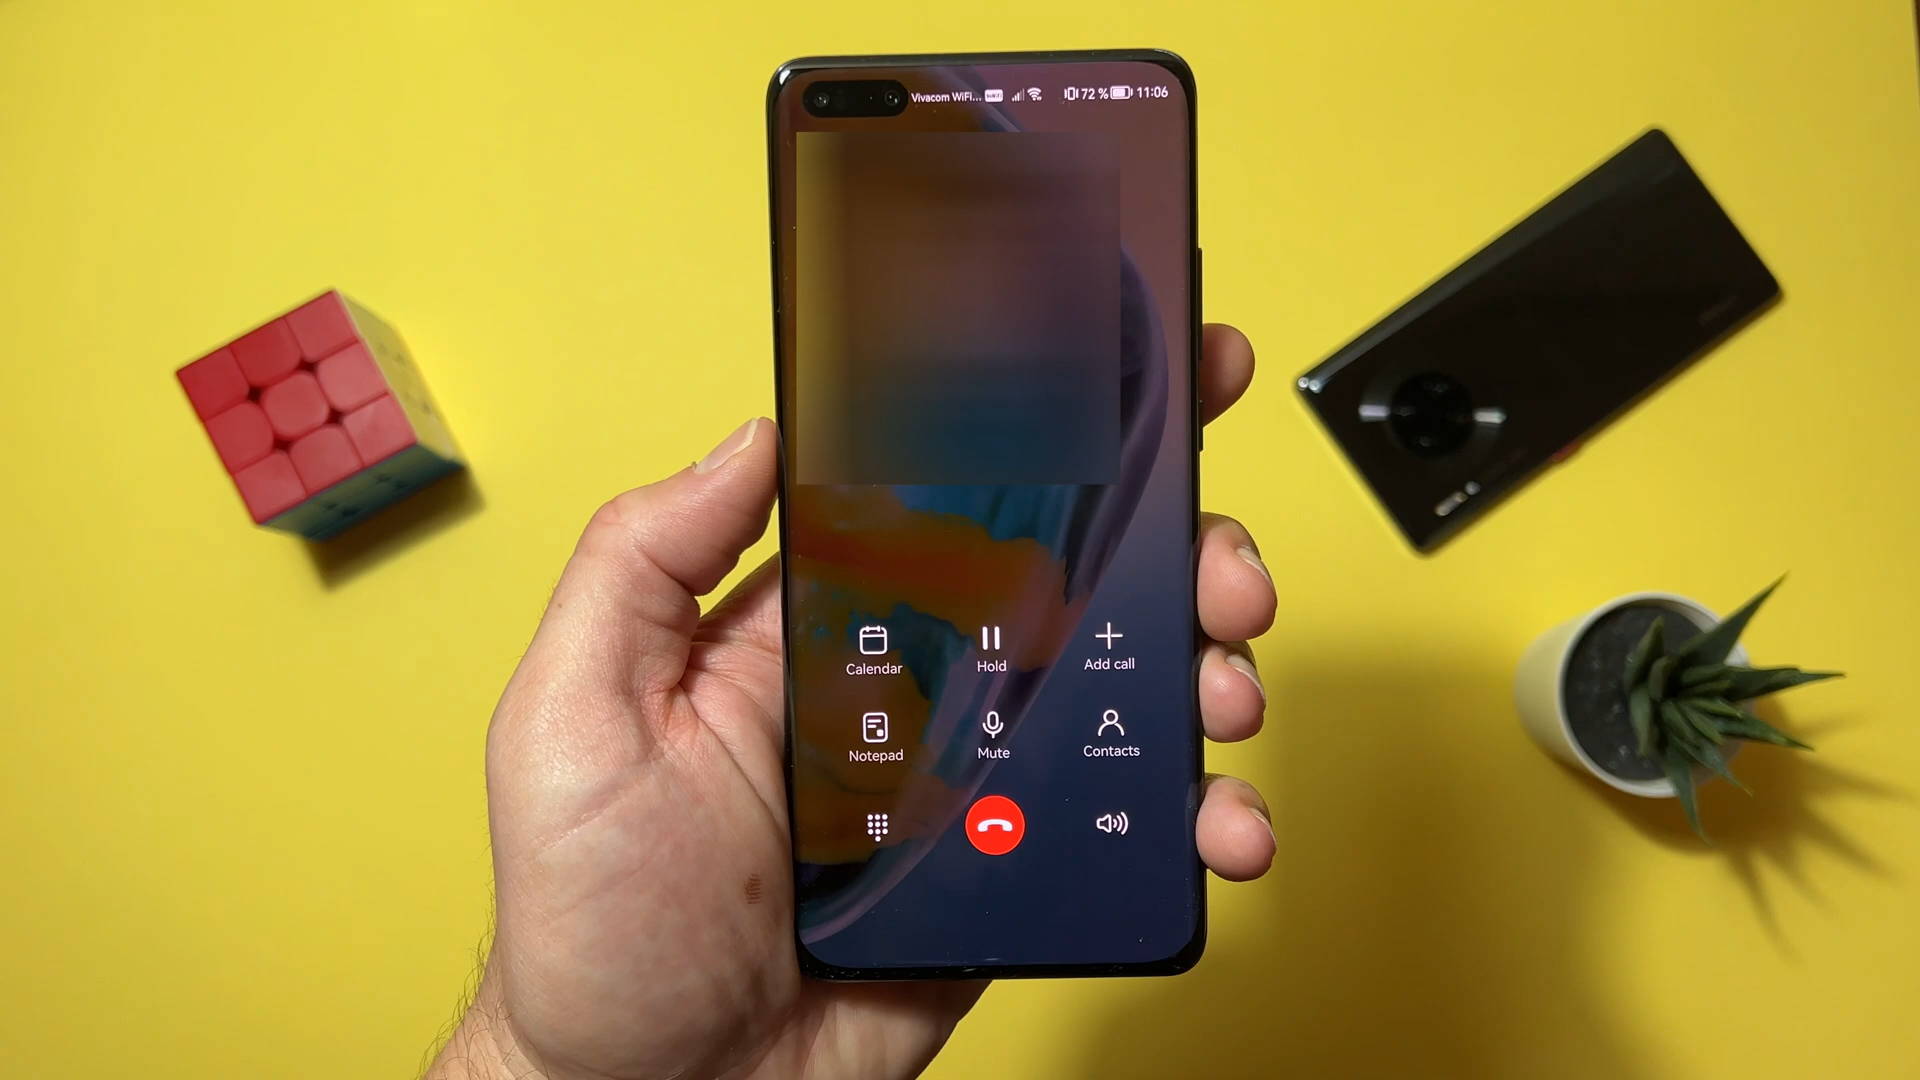 Vivacom WiFi... 72 % 11:06
Calendar Hold Add call
Notepad Mute Contacts